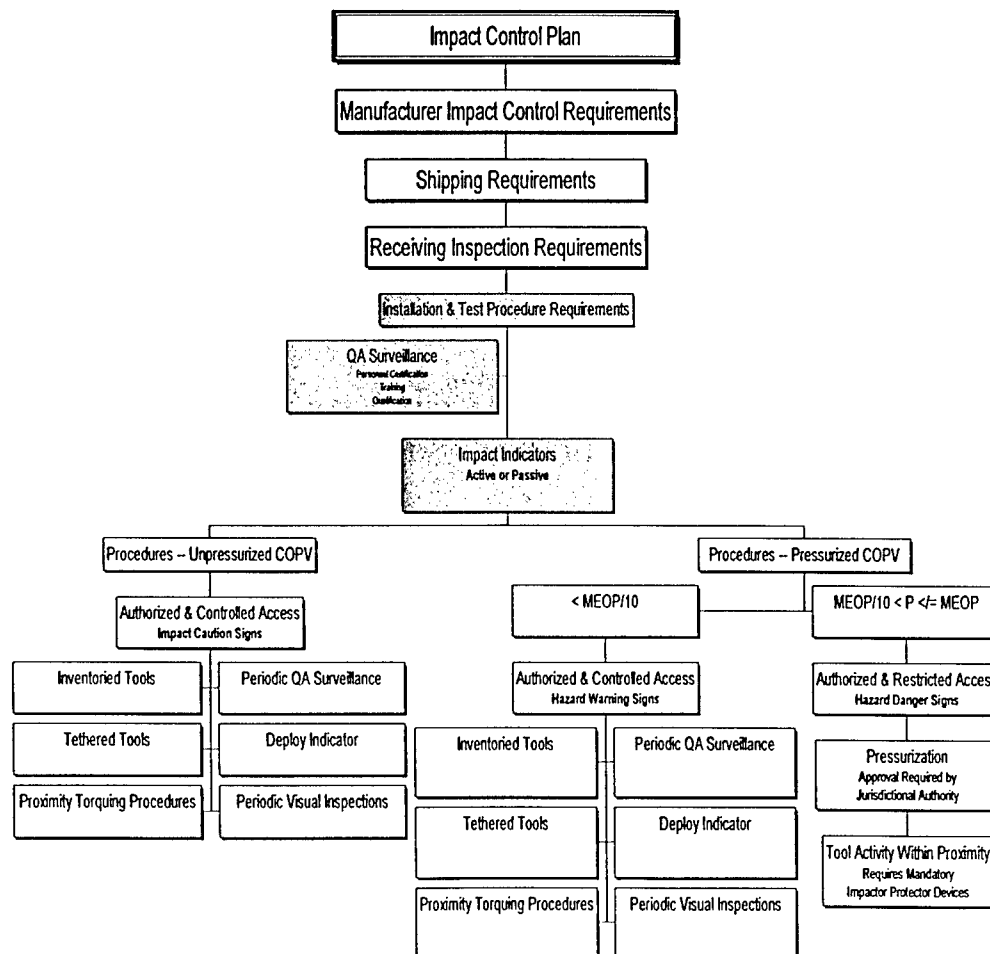 Impact Control Plan
Manufacturer Impact Control Requirements
Shipping Requirements
Receiving Inspection Requirements
Installation & Test Procedure Requirements
QA Surveillance
Personnel Certification
Training
Qualification
Impact Indicators
Active or Passive
Procedures -- Unpressurized COPV
Authorized & Controlled Access
Impact Caution Signs
Inventoried Tools
Periodic QA Surveillance
Tethered Tools
Deploy Indicator
Proximity Torquing Procedures
Periodic Visual Inspections
Procedures -- Pressurized COPV
< MEOP/10
Authorized & Controlled Access
Hazard Warning Signs
Inventoried Tools
Periodic QA Surveillance
Tethered Tools
Deploy Indicator
Proximity Torquing Procedures
Periodic Visual Inspections
MEOP/10 < P </= MEOP
Authorized & Restricted Access
Hazard Danger Signs
Pressurization
Approval Required by
Jurisdictional Authority
Tool Activity Within Proximity
Requires Mandatory
Impactor Protector Devices